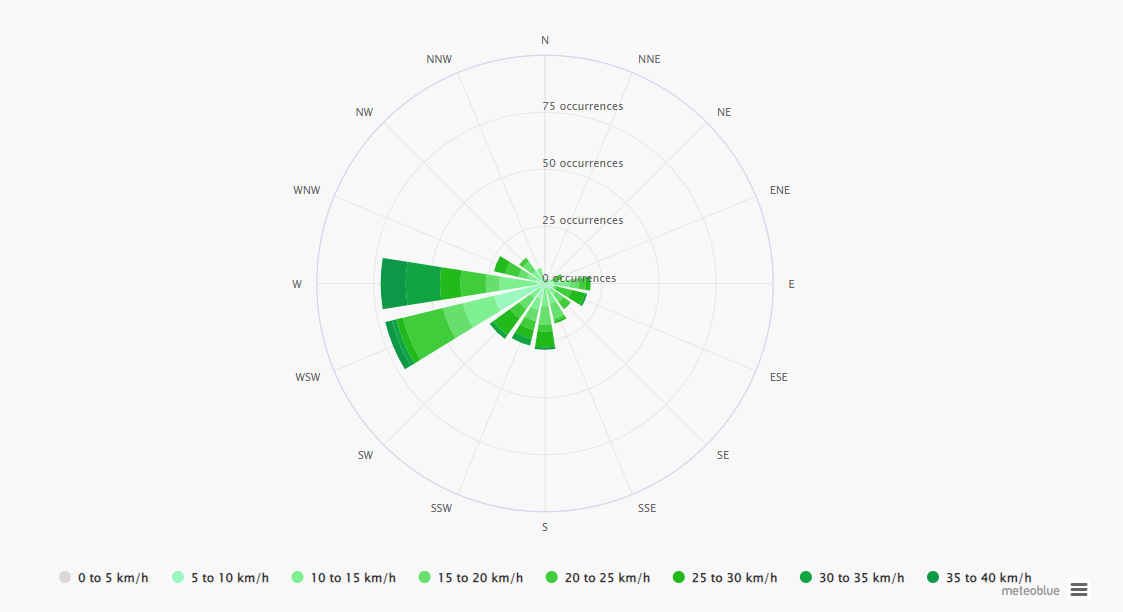 N
NNW
NNE
75 occurrences
NW
NE
50 occurrences
WNW
ENE
25 occurrences
0 occurrences
W
E
WSW
ESE
SW
SE
SSW
SSE
S
0 to 5 km/h
5 to 10 km/h
10 to 15 km/h
15 to 20 km/h
20 to 25 km/h
25 to 30 km/h
30 to 35 km/h
35 to 40 km/h
meteoblue